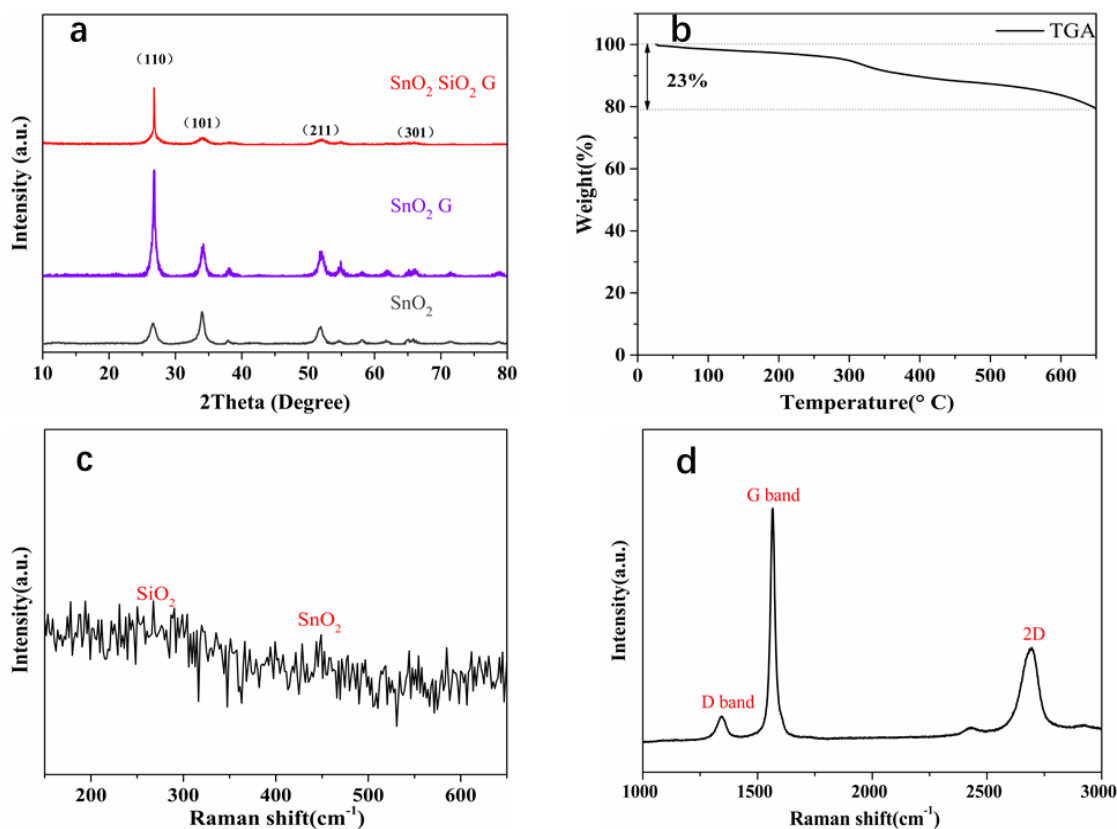 a
（110）
SnO2 SiO2 G
（101）
（211）
（301）
SnO2 G
SnO2
Intensity (a.u.)
10 20 30 40 50 60 70 80
2Theta (Degree)
b
TGA
23%
100
80
60
40
20
0
Weight(%)
0 100 200 300 400 500 600
Temperature(° C)
c
SiO2
SnO2
Intensity(a.u.)
200 300 400 500 600
Raman shift(cm-1)
d
G band
D band
2D
Intensity(a.u.)
1000 1500 2000 2500 3000
Raman shift(cm-1)